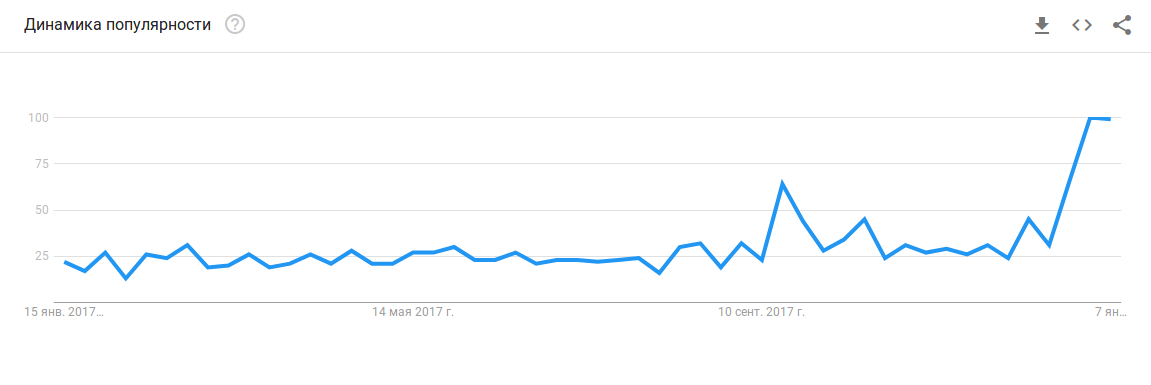 Динамика популярности ?
100
75
50
25
15 янв. 2017…
14 мая 2017 г.
10 сент. 2017 г.
7 ян…